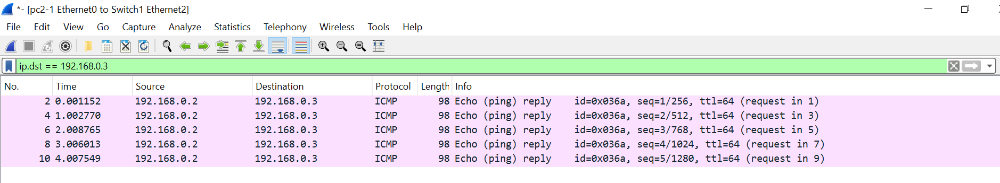 *- [pc2-1 Ethernet0 to Switch1 Ethernet2]
File Edit View Go Capture Analyze Statistics Telephony Wireless Tools Help
ip.dst == 192.168.0.3
No. Time Source Destination Protocol Length Info
2 0.001152 192.168.0.2 192.168.0.3 ICMP 98 Echo (ping) reply id=0x036a, seq=1/256, ttl=64 (request in 1)
4 1.002770 192.168.0.2 192.168.0.3 ICMP 98 Echo (ping) reply id=0x036a, seq=2/512, ttl=64 (request in 3)
6 2.008765 192.168.0.2 192.168.0.3 ICMP 98 Echo (ping) reply id=0x036a, seq=3/768, ttl=64 (request in 5)
8 3.006013 192.168.0.2 192.168.0.3 ICMP 98 Echo (ping) reply id=0x036a, seq=4/1024, ttl=64 (request in 7)
10 4.007549 192.168.0.2 192.168.0.3 ICMP 98 Echo (ping) reply id=0x036a, seq=5/1280, ttl=64 (request in 9)